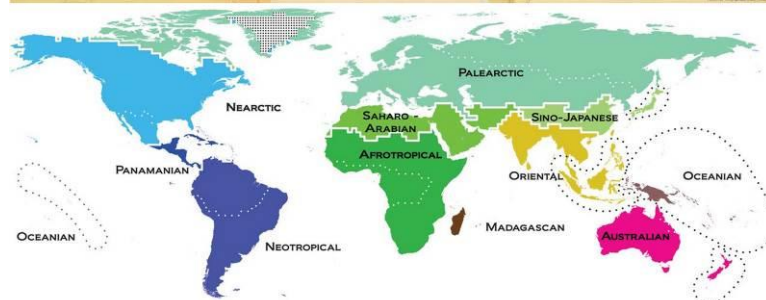 PALEARCTIC
NEARCTIC
SAHARO -
ARABIAN
SINO-JAPANESE
PANAMANIAN
AFROTROPICAL
ORIENTAL
OCEANIAN
OCEANIAN
NEOTROPICAL
MADAGASCAN
AUSTRALIAN